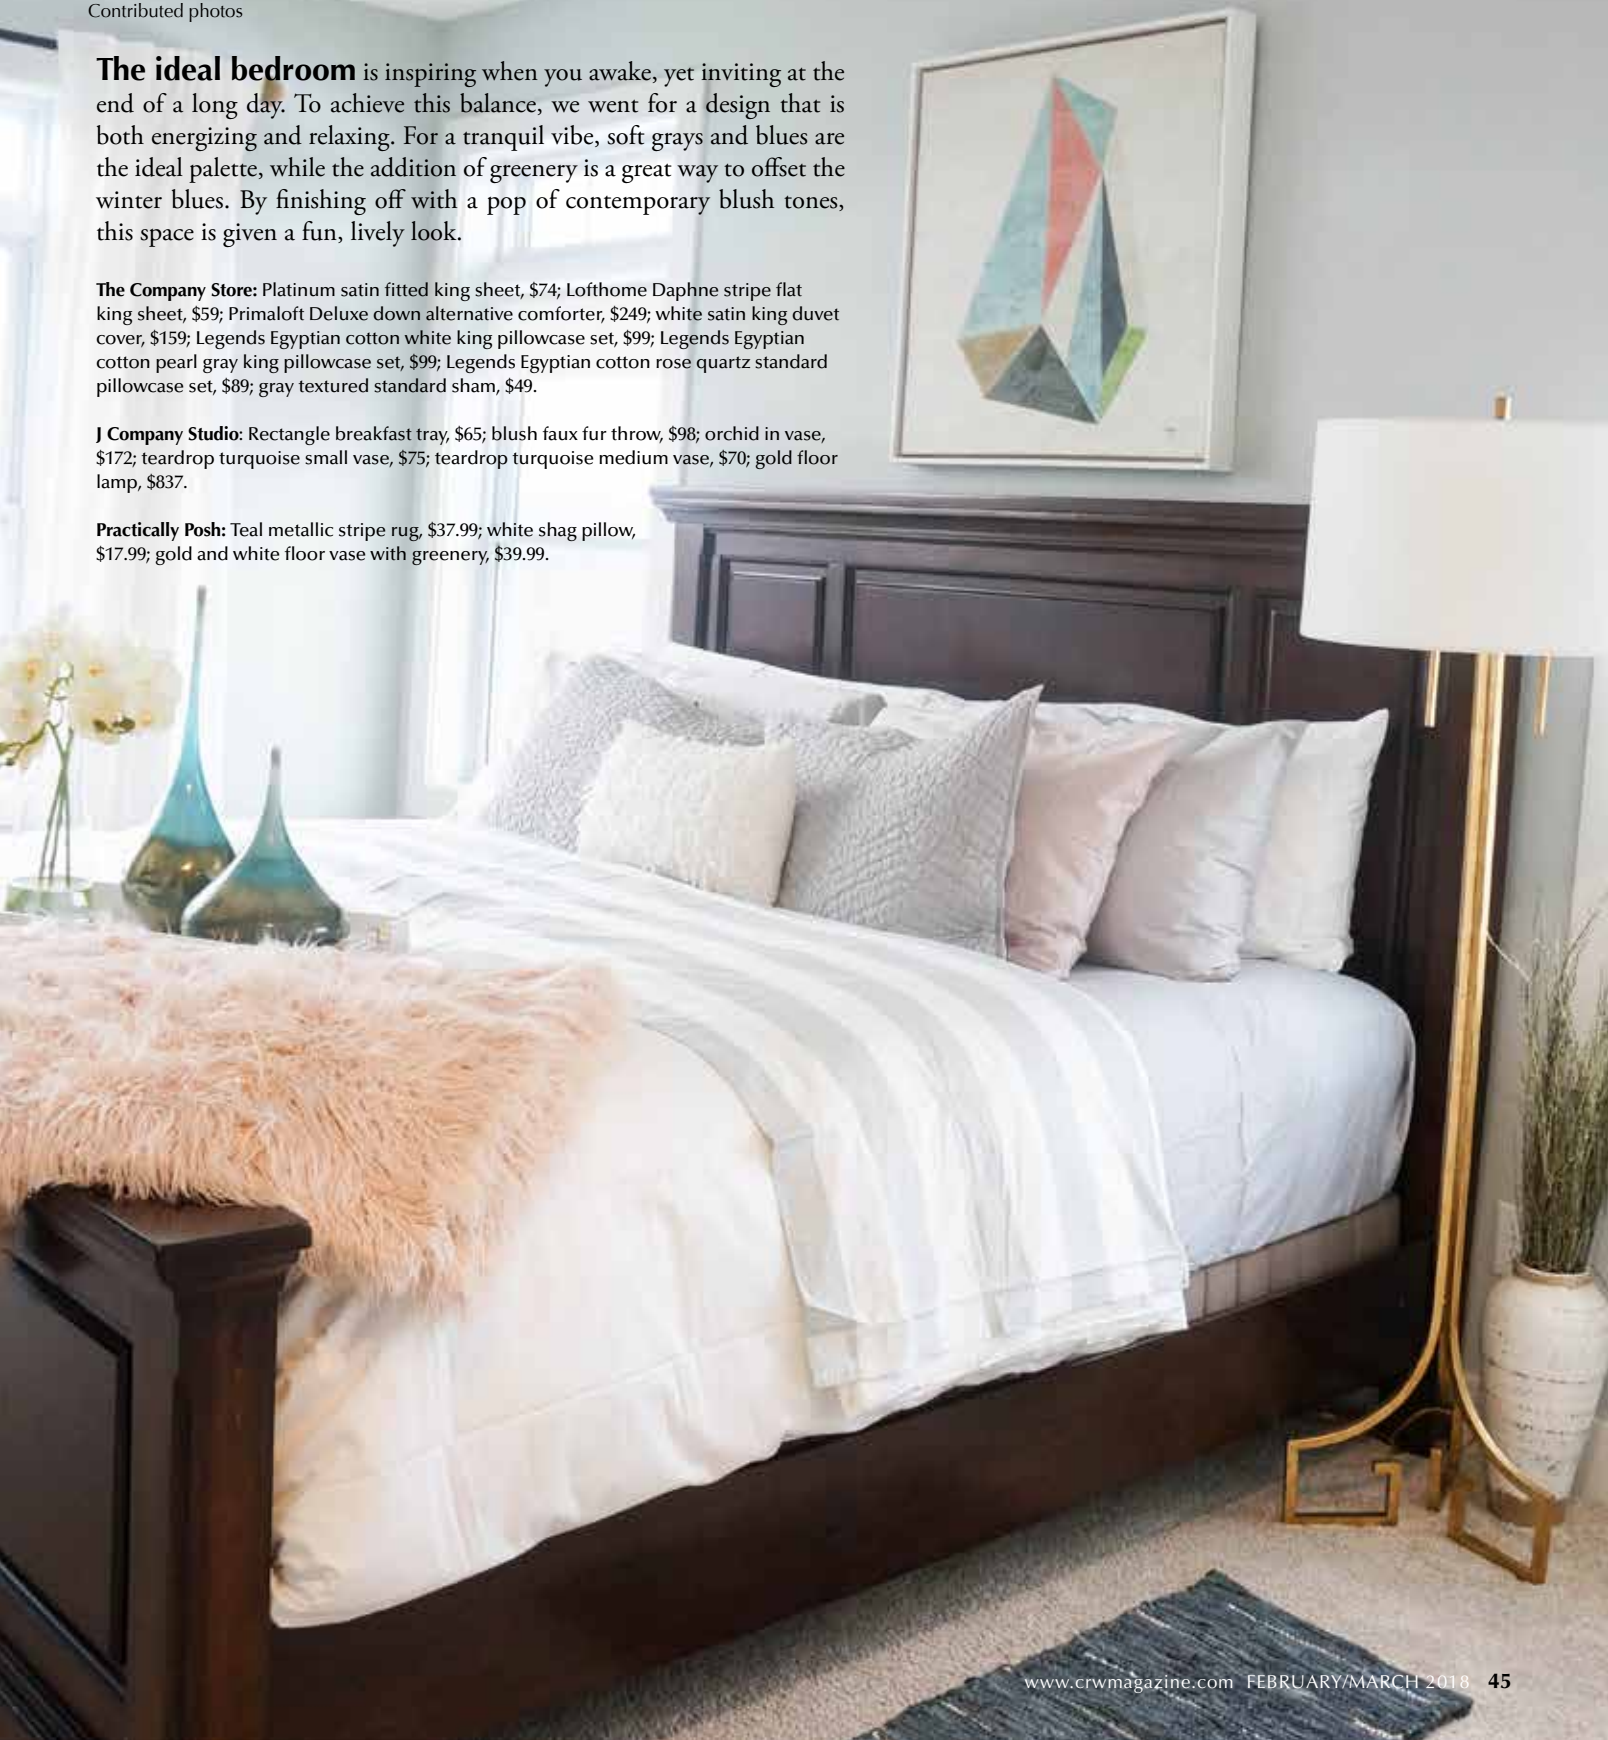 Contributed photos
The ideal bedroom is inspiring when you awake, yet inviting at the
end of a long day. To achieve this balance, we went for a design that is
both energizing and relaxing. For a tranquil vibe, soft grays and blues are
the ideal palette, while the addition of greenery is a great way to offset the
winter blues. By finishing off with a pop of contemporary blush tones,
this space is given a fun, lively look.
The Company Store: Platinum satin fitted king sheet, $74; Lofthome Daphne stripe flat
king sheet, $59; Primaloft Deluxe down alternative comforter, $249; white satin king duvet
cover, $159; Legends Egyptian cotton white king pillowcase set, $99; Legends Egyptian
cotton pearl gray king pillowcase set, $99; Legends Egyptian cotton rose quartz standard
pillowcase set, $89; gray textured standard sham, $49.
J Company Studio: Rectangle breakfast tray, $65; blush faux fur throw, $98; orchid in vase,
$172; teardrop turquoise small vase, $75; teardrop turquoise medium vase, $70; gold floor
lamp, $837.
Practically Posh: Teal metallic stripe rug, $37.99; white shag pillow,
$17.99; gold and white floor vase with greenery, $39.99.
www.crwmagazine.com FEBRUARY/MARCH 2018 45